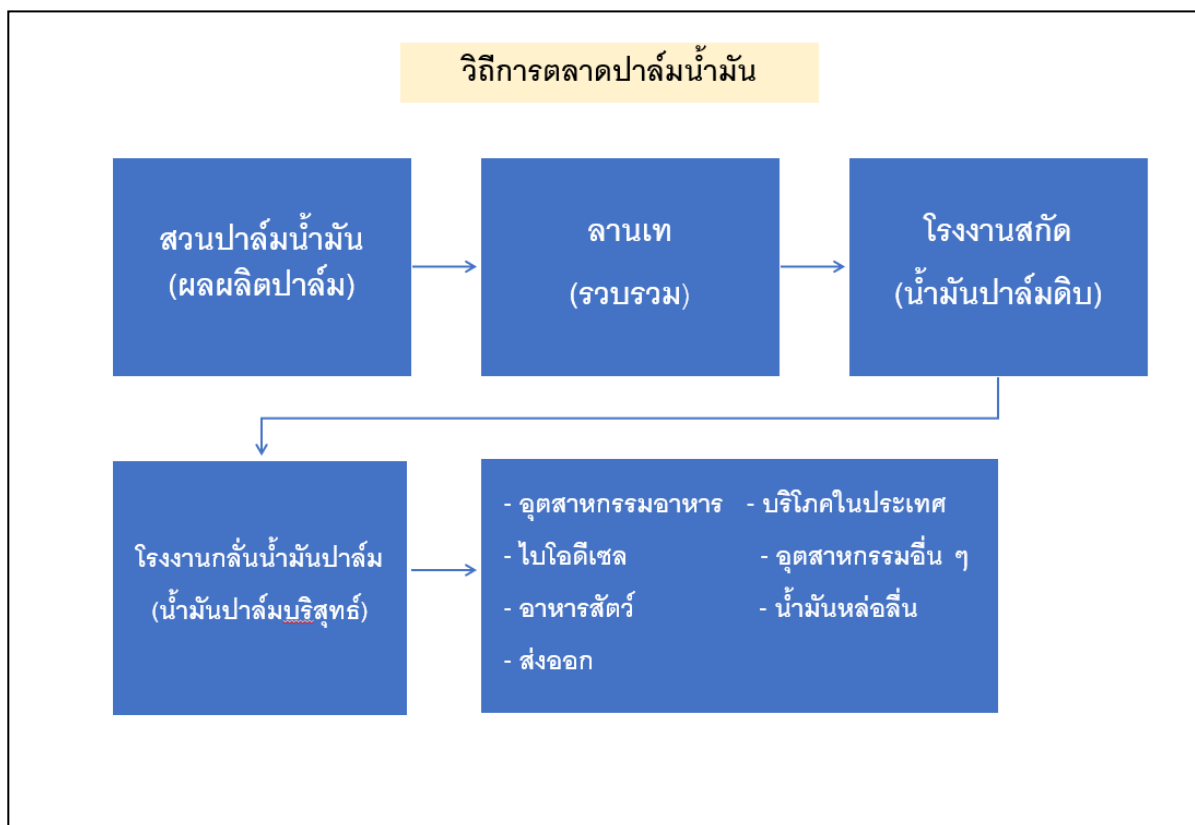 วิถีการตลาดปาล์มน้ำมัน
สวนปาล์มน้ำมัน
(ผลผลิตปาล์ม)
ลานเท
(รวบรวม)
โรงงานสกัด
(น้ำมันปาล์มดิบ)
โรงงานกลั่นน้ำมันปาล์ม
(น้ำมันปาล์มบริสุทธ์)
- อุตสาหกรรมอาหาร - บริโภคในประเทศ
- ไบโอดีเซล - อุตสาหกรรมอื่น ๆ
- อาหารสัตว์ - น้ำมันหล่อลื่น
- ส่งออก